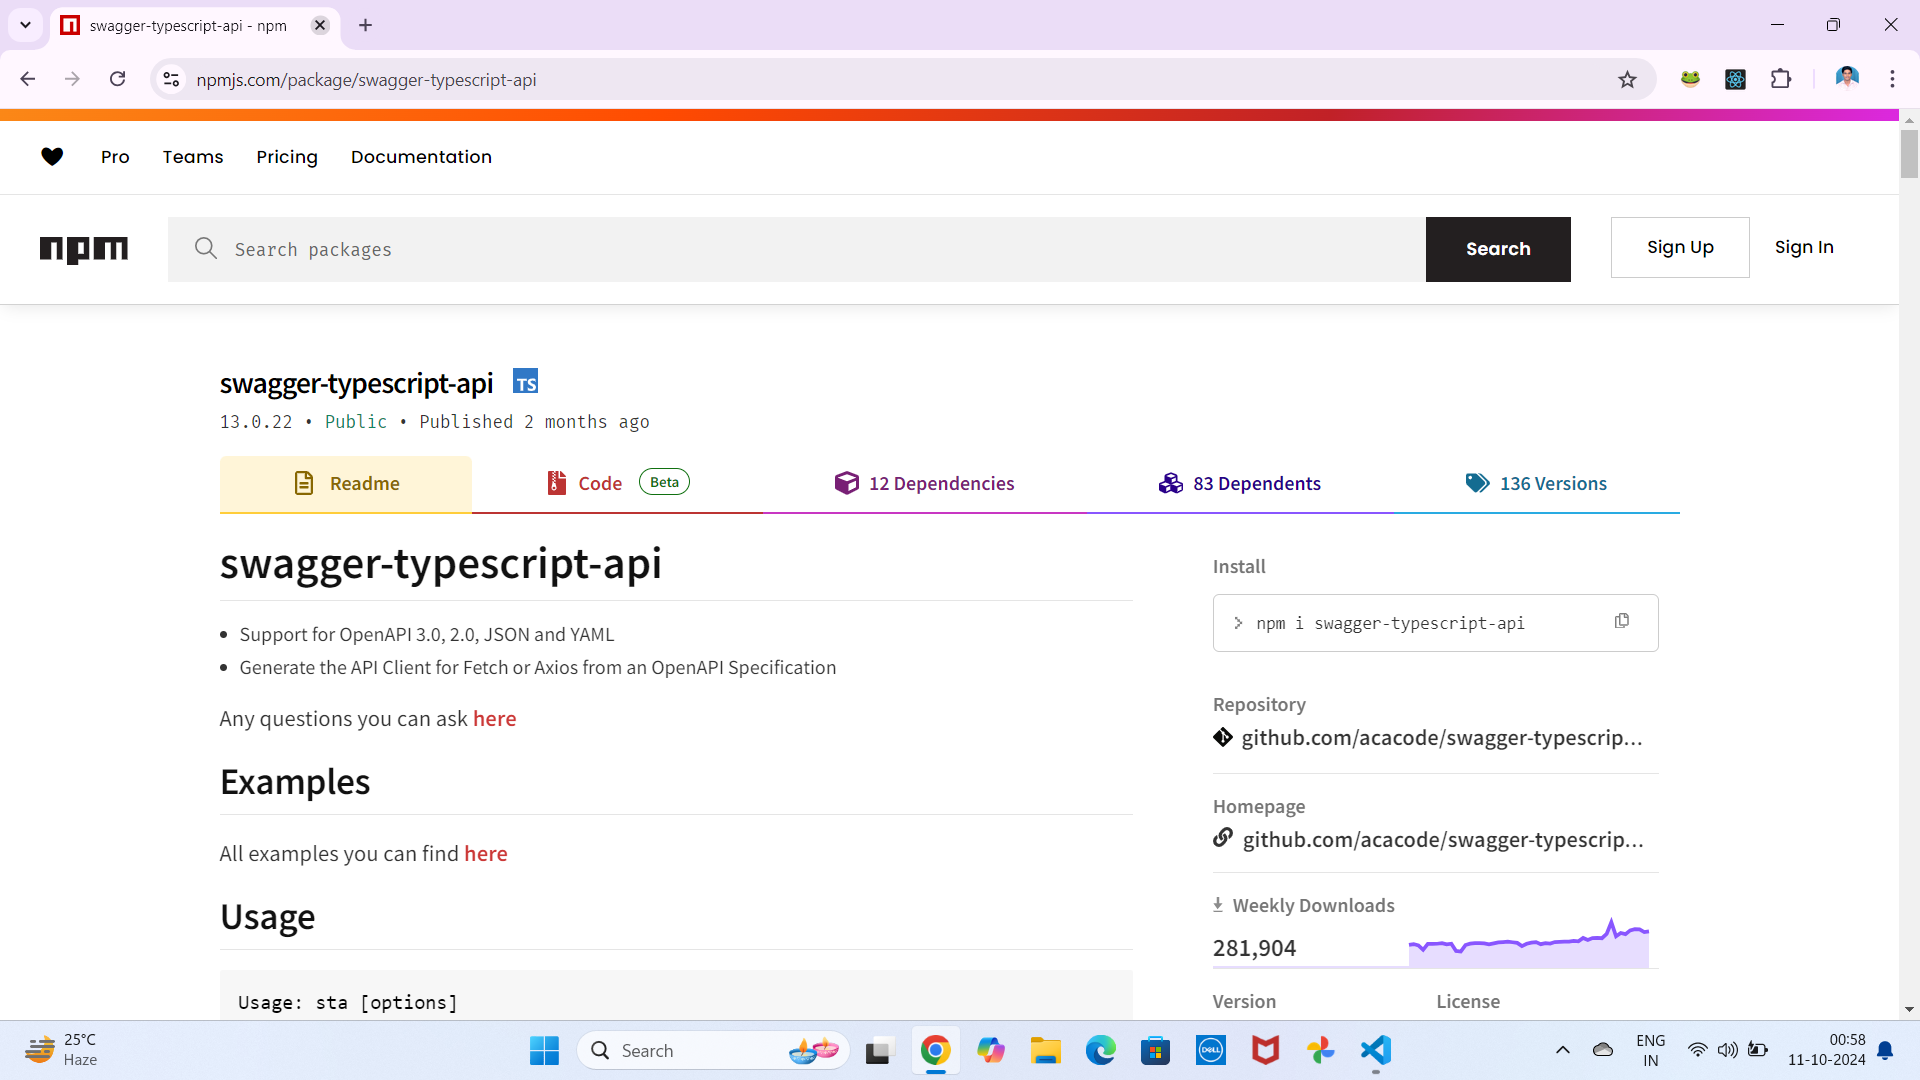 swagger-typescript-api - npm
npmjs.com/package/swagger-typescript-api
Pro Teams Pricing Documentation
npm Search packages Search Sign Up Sign In
swagger-typescript-api TS
13.0.22 • Public • Published 2 months ago
Readme Code Beta 12 Dependencies 83 Dependents 136 Versions
swagger-typescript-api
• Support for OpenAPI 3.0, 2.0, JSON and YAML
• Generate the API Client for Fetch or Axios from an OpenAPI Specification
Any questions you can ask here
Examples
All examples you can find here
Usage
Usage: sta [options]
Install
> npm i swagger-typescript-api
Repository
github.com/acacode/swagger-typescrip...
Homepage
github.com/acacode/swagger-typescrip...
Weekly Downloads
281,904
Version License
25°C
Haze
Search
DELL
ENG
IN
00:58
11-10-2024